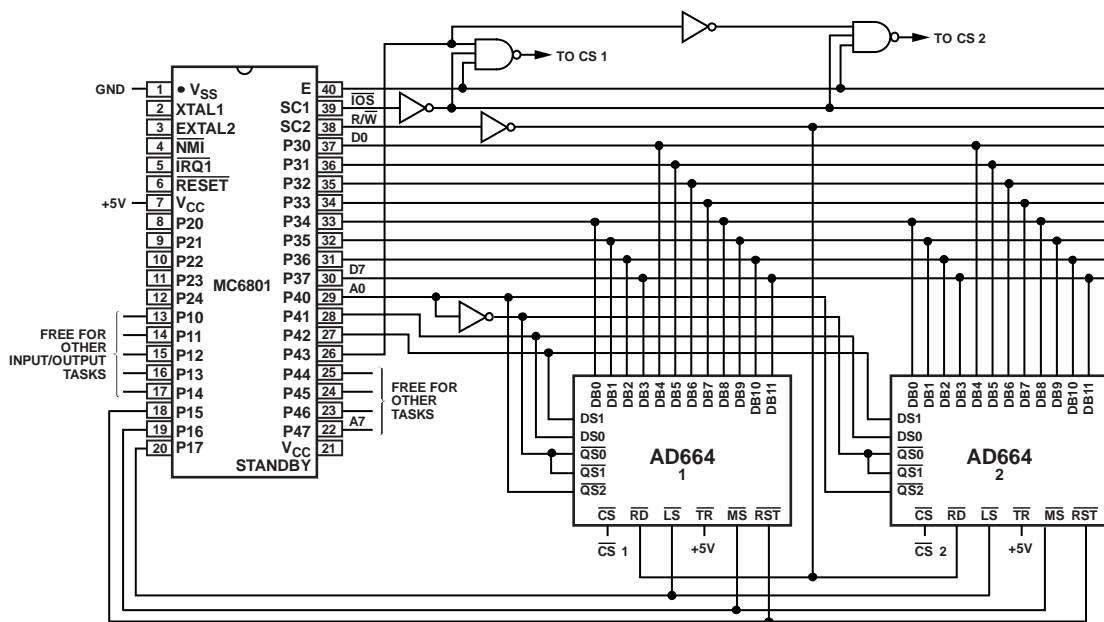 TO CS 1
TO CS 2
GND
+5V
1 VSS
2 XTAL1
3 EXTAL2
4 NMI
5 IRQ1
6 RESET
7 VCC
8 P20
9 P21
10 P22
11 P23
12 P24
13 P10
14 P11
15 P12
16 P13
17 P14
18 P15
19 P16
20 P17
MC6801
E 40
SC1 39 IOS
SC2 38 R/W
P30 37 D0
P31 36
P32 35
P33 34
P34 33
P35 32
P36 31
P37 30 D7
P40 29 A0
P41 28
P42 27
P43 26
P44 25
P45 24
P46 23
P47 22 A7
VCC 21
STANDBY
FREE FOR
OTHER
INPUT/OUTPUT
TASKS
FREE FOR
OTHER
TASKS
DB0
DB1
DB2
DB3
DB4
DB5
DB6
DB7
DB8
DB9
DB10
DB11
DS1
DS0
QS0
QS1
QS2
AD664
1
CS RD LS TR MS RST
CS 1
+5V
DB0
DB1
DB2
DB3
DB4
DB5
DB6
DB7
DB8
DB9
DB10
DB11
DS1
DS0
QS0
QS1
QS2
AD664
2
CS RD LS TR MS RST
CS 2
+5V